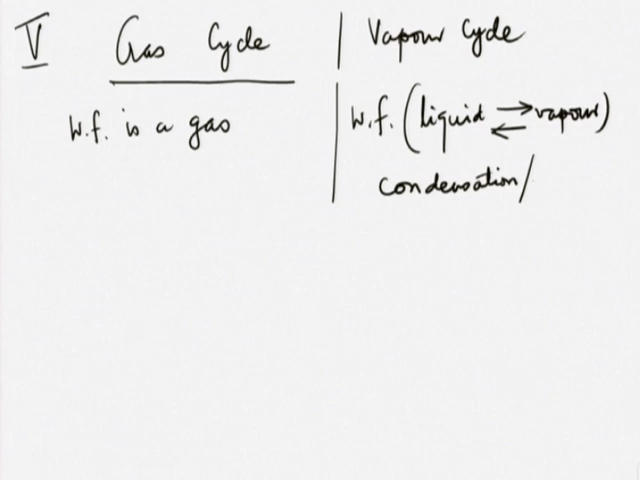 V Gas Cycle | Vapour Cycle
W.f. is a gas | W.f. (liquid ⇄ vapour)
condensation/